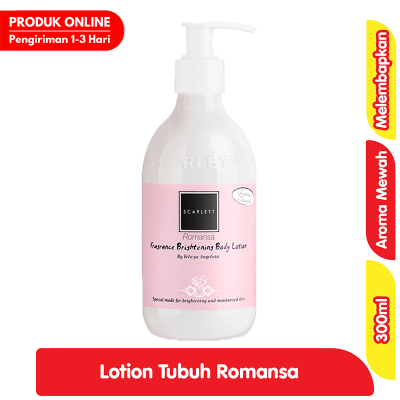 PRODUK ONLINE
Pengiriman 1-3 Hari
Melembapkan
Aroma Mewah
300ml
SCARLETT
SCARLETT
Romansa
Fragrance Brightening Body Lotion
By Felicya Angelista
Special made for brightening and moisturized skin
Lotion Tubuh Romansa